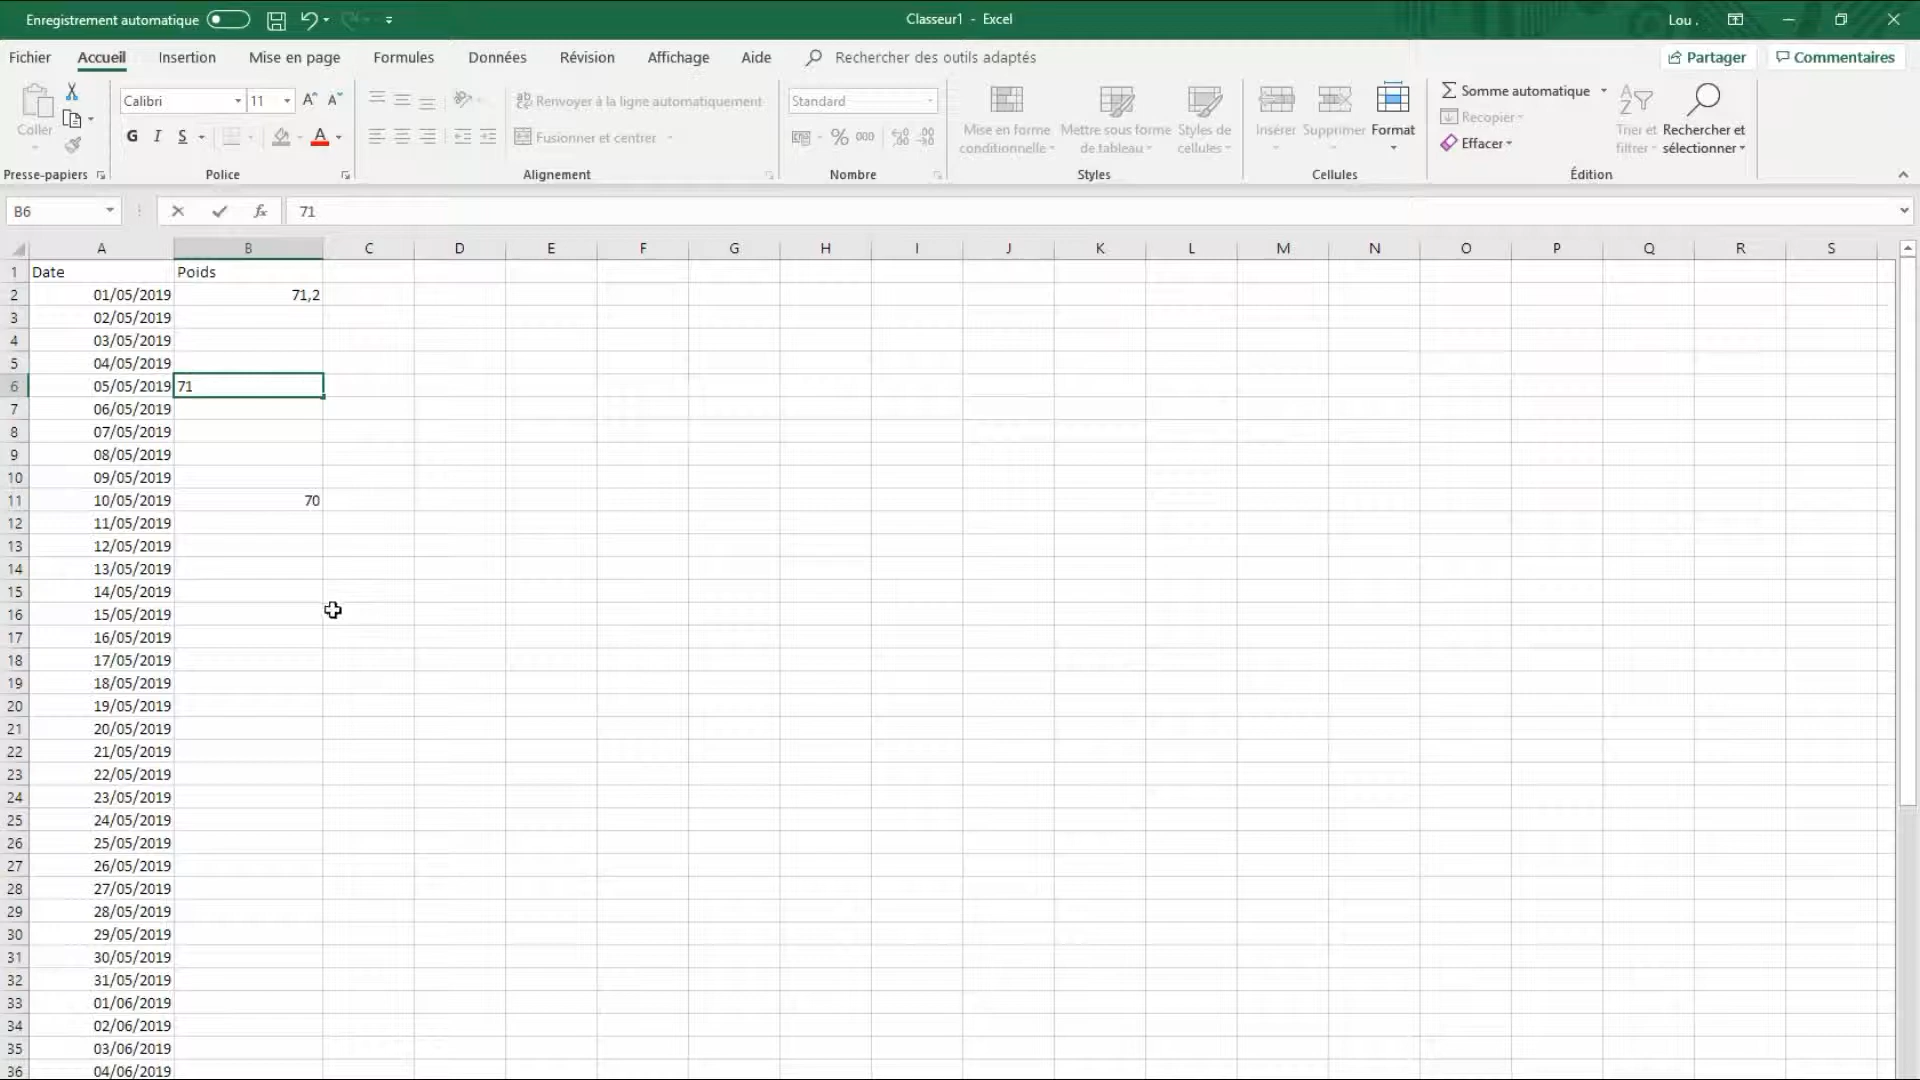 Enregistrement automatique
Classeur1 - Excel
Lou .
Fichier Accueil Insertion Mise en page Formules Données Révision Affichage Aide Rechercher des outils adaptés
Partager Commentaires
Coller
Presse-papiers
Calibri 11
G I S A
Police
Renvoyer à la ligne automatiquement
Fusionner et centrer
Alignement
Standard
% 000
Nombre
Mise en forme conditionnelle
Mettre sous forme de tableau
Styles de cellules
Styles
Insérer Supprimer Format
Cellules
Somme automatique
Recopier
Effacer
Trier et filtrer
Rechercher et sélectionner
Édition
B6 fx 71
A B C D E F G H I J K L M N O P Q R S
1 Date Poids
2 01/05/2019 71,2
3 02/05/2019
4 03/05/2019
5 04/05/2019
6 05/05/2019 71
7 06/05/2019
8 07/05/2019
9 08/05/2019
10 09/05/2019
11 10/05/2019 70
12 11/05/2019
13 12/05/2019
14 13/05/2019
15 14/05/2019
16 15/05/2019
17 16/05/2019
18 17/05/2019
19 18/05/2019
20 19/05/2019
21 20/05/2019
22 21/05/2019
23 22/05/2019
24 23/05/2019
25 24/05/2019
26 25/05/2019
27 26/05/2019
28 27/05/2019
29 28/05/2019
30 29/05/2019
31 30/05/2019
32 31/05/2019
33 01/06/2019
34 02/06/2019
35 03/06/2019
36 04/06/2019